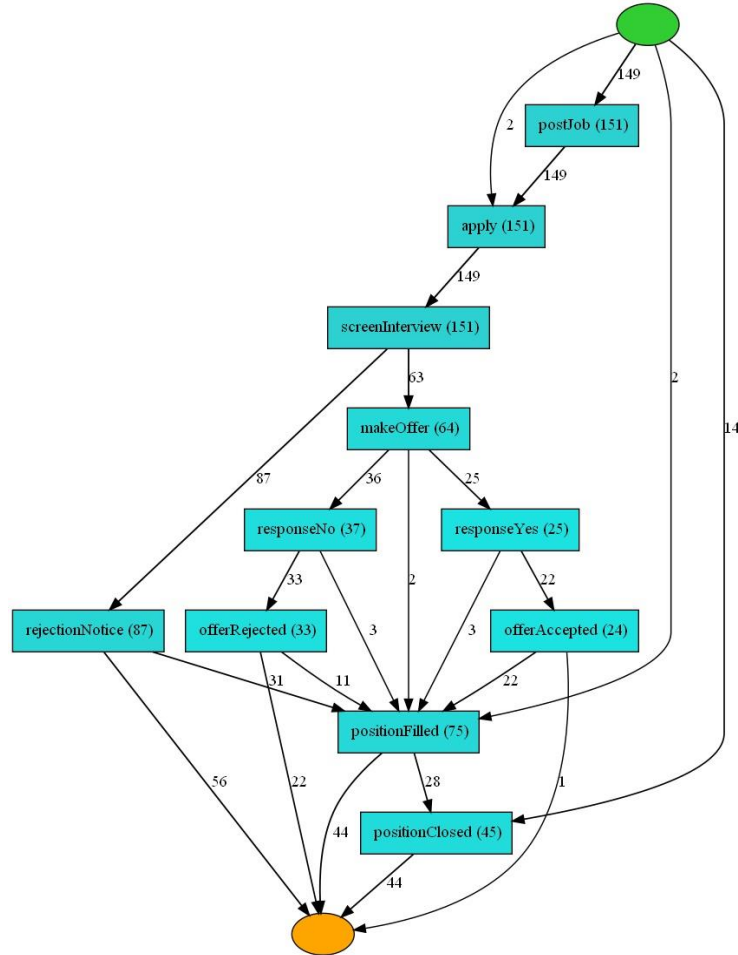 149
2
postJob (151)
149
apply (151)
149
screenInterview (151)
63
2
14
makeOffer (64)
87
36
25
responseNo (37)
responseYes (25)
33
2
22
rejectionNotice (87)
offerRejected (33)
3
3
offerAccepted (24)
31
11
22
positionFilled (75)
56
22
28
1
44
positionClosed (45)
44